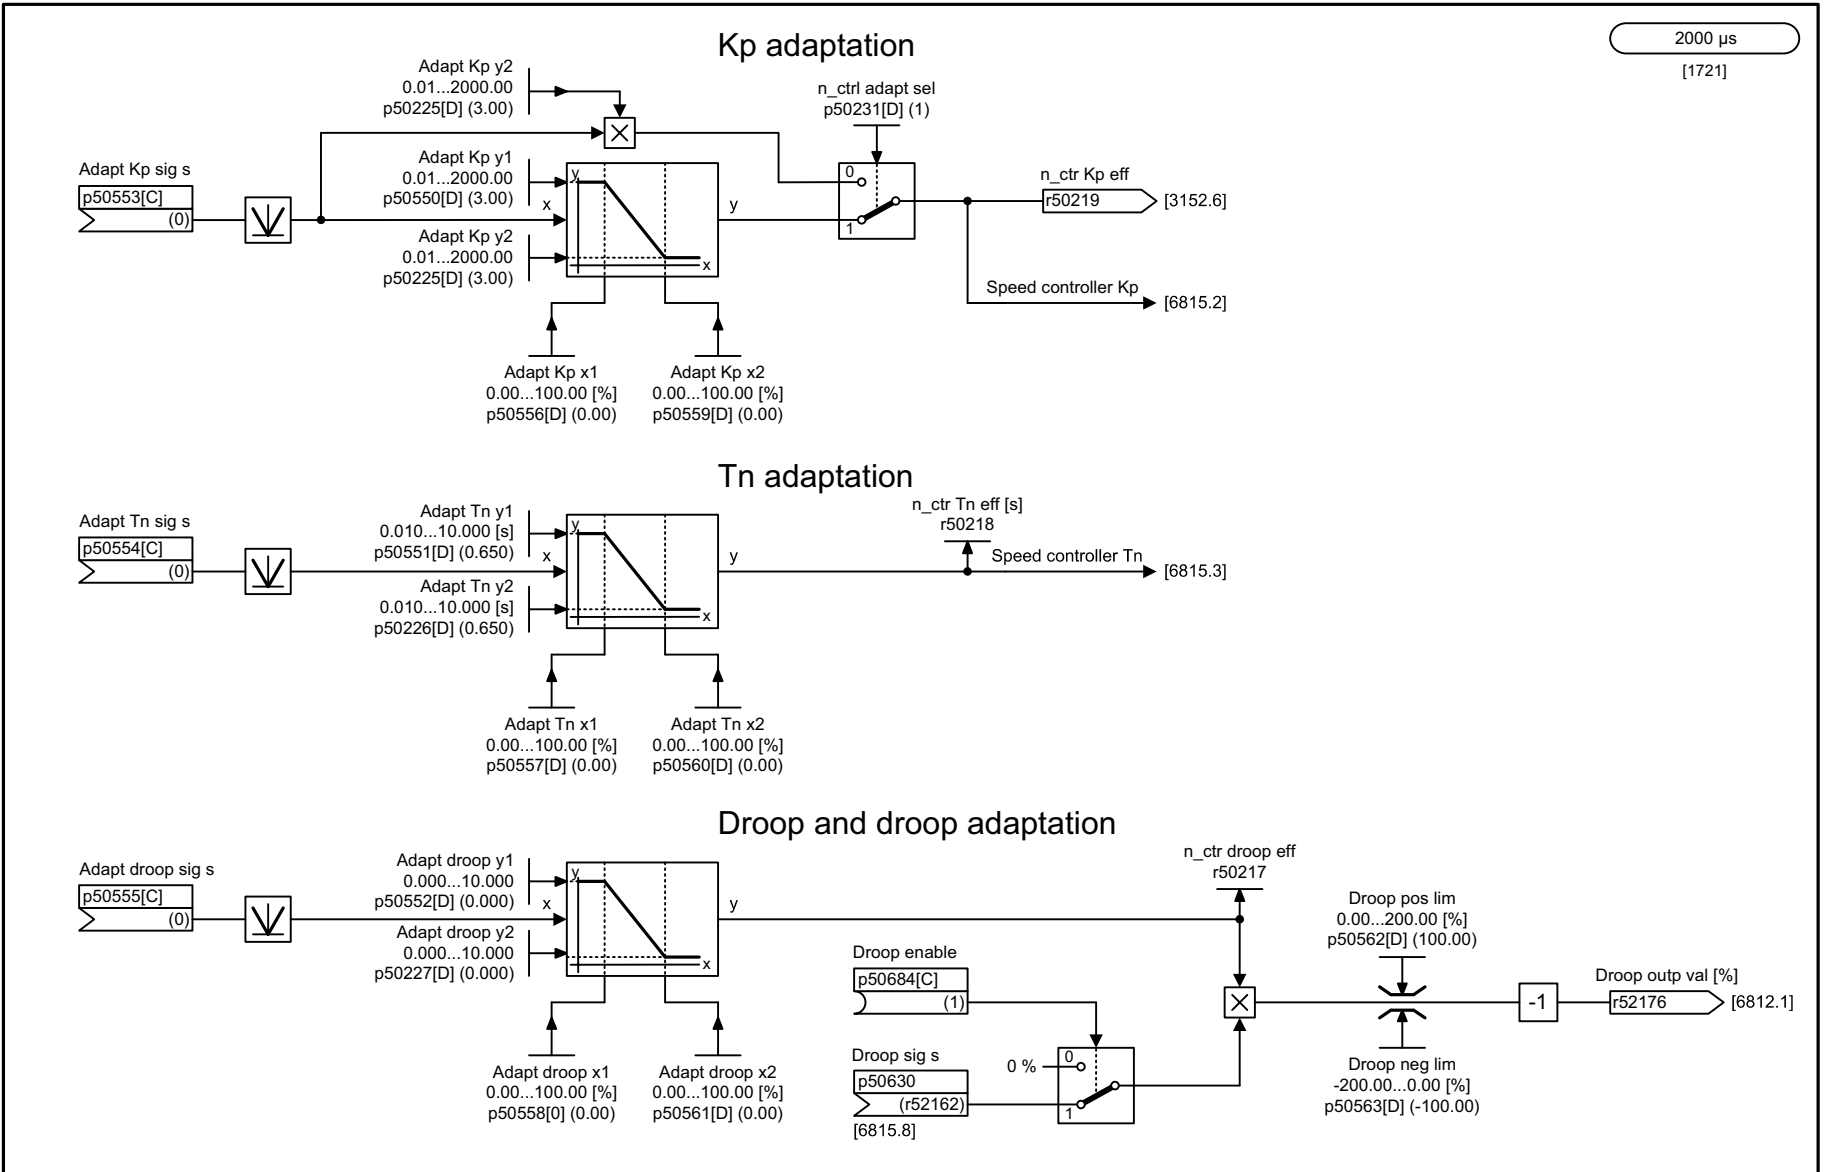 Kp adaptation
2000 µs
[1721]
Adapt Kp y2
0.01...2000.00
p50225[D] (3.00)
n_ctrl adapt sel
p50231[D] (1)
Adapt Kp sig s
p50553[C]
(0)
Adapt Kp y1
0.01...2000.00
p50550[D] (3.00)
x
Adapt Kp y2
0.01...2000.00
p50225[D] (3.00)
y
x
y
0
1
n_ctr Kp eff
r50219
[3152.6]
Speed controller Kp
[6815.2]
Adapt Kp x1
0.00...100.00 [%]
p50556[D] (0.00)
Adapt Kp x2
0.00...100.00 [%]
p50559[D] (0.00)
Tn adaptation
Adapt Tn sig s
p50554[C]
(0)
Adapt Tn y1
0.010...10.000 [s]
p50551[D] (0.650)
x
Adapt Tn y2
0.010...10.000 [s]
p50226[D] (0.650)
y
x
y
n_ctr Tn eff [s]
r50218
Speed controller Tn
[6815.3]
Adapt Tn x1
0.00...100.00 [%]
p50557[D] (0.00)
Adapt Tn x2
0.00...100.00 [%]
p50560[D] (0.00)
Droop and droop adaptation
Adapt droop sig s
p50555[C]
(0)
Adapt droop y1
0.000...10.000
p50552[D] (0.000)
x
Adapt droop y2
0.000...10.000
p50227[D] (0.000)
y
x
y
n_ctr droop eff
r50217
Droop pos lim
0.00...200.00 [%]
p50562[D] (100.00)
Droop enable
p50684[C]
(1)
-1
Droop outp val [%]
r52176
[6812.1]
Adapt droop x1
0.00...100.00 [%]
p50558[0] (0.00)
Adapt droop x2
0.00...100.00 [%]
p50561[D] (0.00)
Droop sig s
p50630
(r52162)
[6815.8]
0 %
0
1
Droop neg lim
-200.00...0.00 [%]
p50563[D] (-100.00)